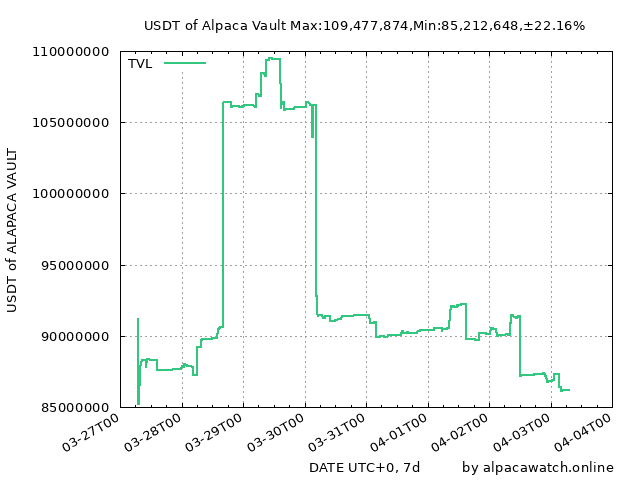 USDT of Alpaca Vault Max:109,477,874,Min:85,212,648,±22.16%
TVL
110000000
105000000
100000000
95000000
90000000
85000000
USDT of ALAPACA VAULT
03-27T00
03-28T00
03-29T00
03-30T00
03-31T00
04-01T00
04-02T00
04-03T00
04-04T00
DATE UTC+0, 7d
by alpacawatch.online